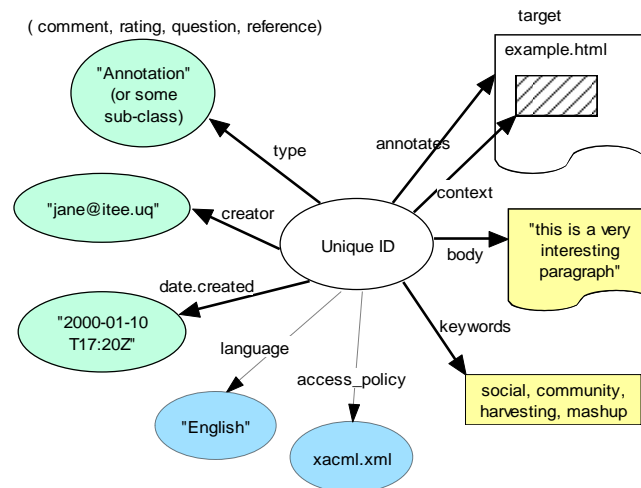 target
( comment, rating, question, reference)
example.html
"Annotation"
(or some
sub-class)
annotates
type
context
"jane@itee.uq"
creator
Unique ID
body
"this is a very
interesting
paragraph"
date.created
"2000-01-10
T17:20Z"
keywords
language
access_policy
social, community,
harvesting, mashup
"English"
xacml.xml